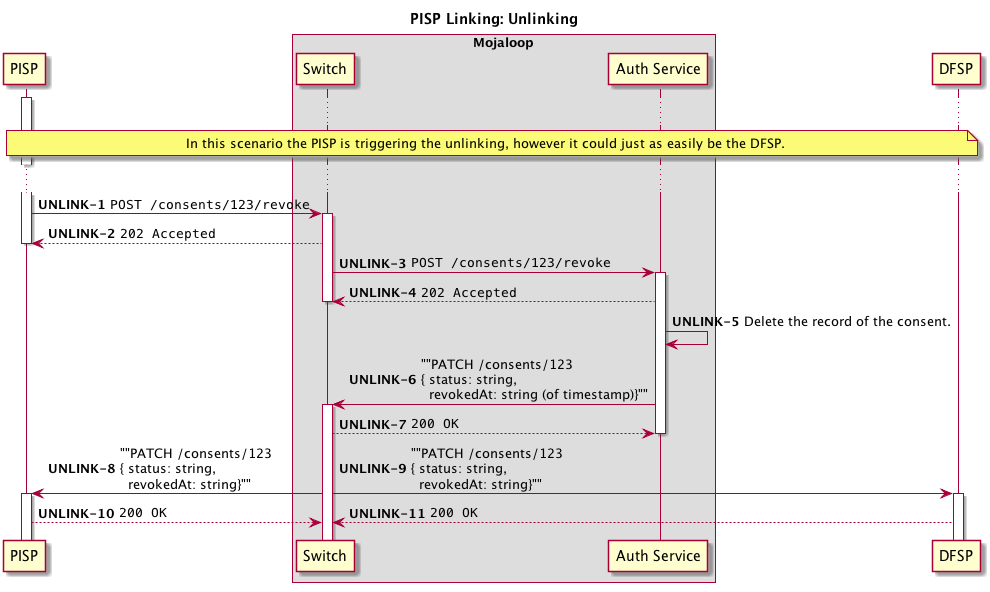 PISP Linking: Unlinking
Mojaloop
PISP
Switch
Auth Service
DFSP
In this scenario the PISP is triggering the unlinking, however it could just as easily be the DFSP.
UNLINK-1 POST /consents/123/revoke
UNLINK-2 202 Accepted
UNLINK-3 POST /consents/123/revoke
UNLINK-4 202 Accepted
UNLINK-5 Delete the record of the consent.
""PATCH /consents/123
UNLINK-6 { status: string,
revokedAt: string (of timestamp)}""
UNLINK-7 200 OK
""PATCH /consents/123
UNLINK-8 { status: string,
revokedAt: string}""
""PATCH /consents/123
UNLINK-9 { status: string,
revokedAt: string}""
UNLINK-10 200 OK
UNLINK-11 200 OK
PISP
Switch
Auth Service
DFSP